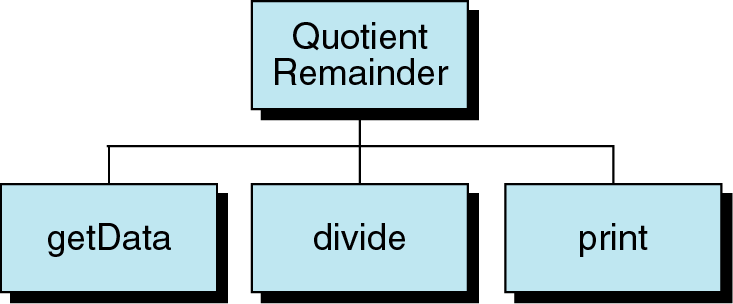 Quotient
Remainder
getData
divide
print